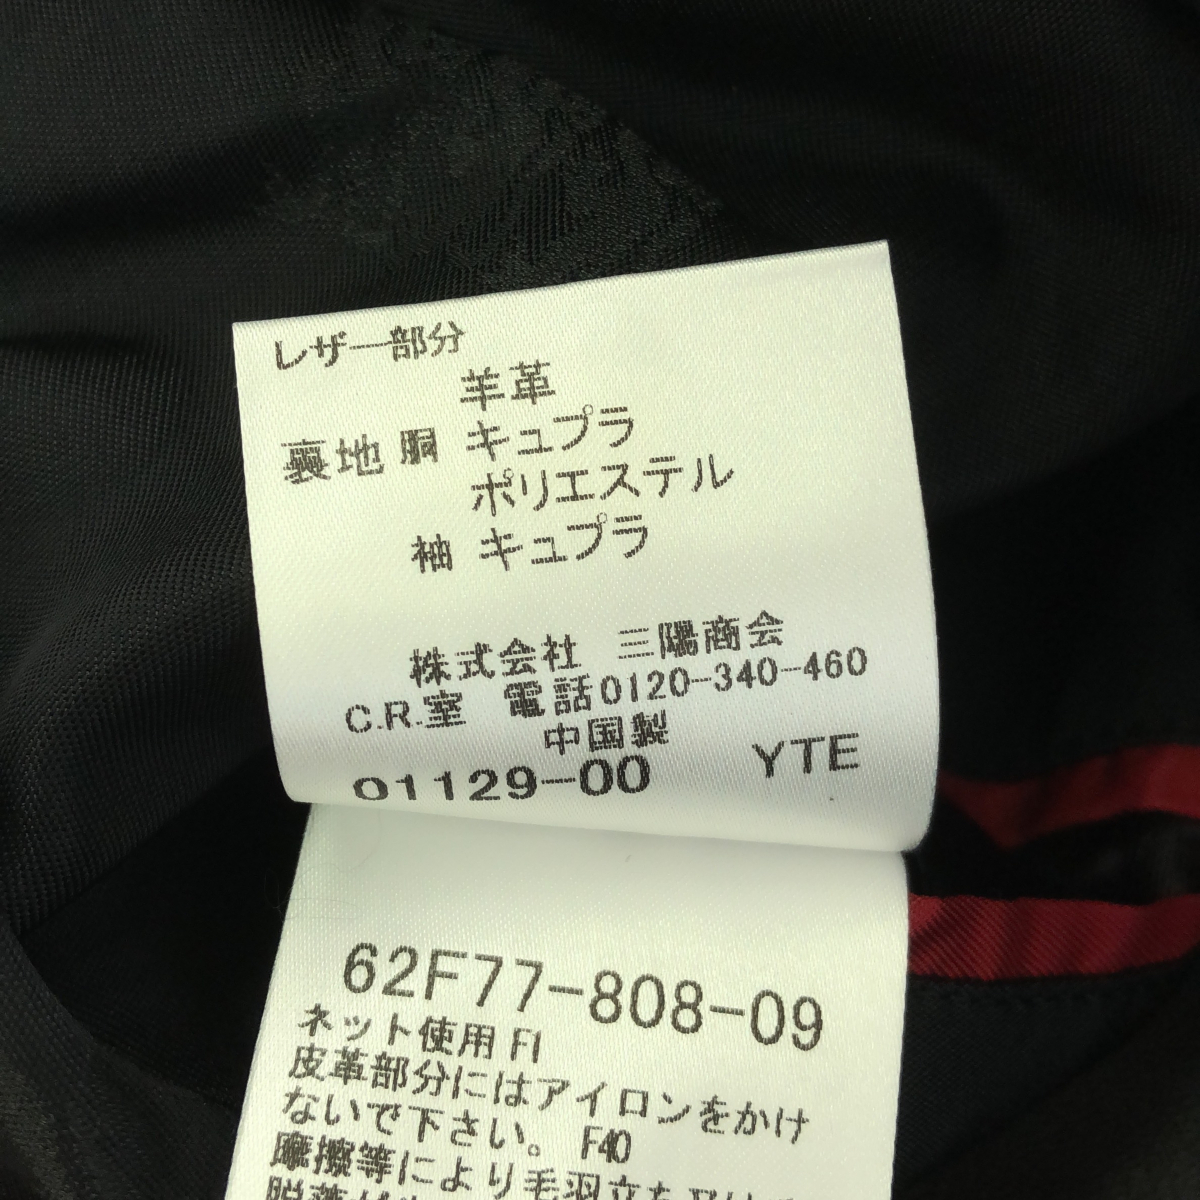 レザー部分
羊革
裏地 胴 キュプラ
ポリエステル
袖 キュプラ
株式会社 三陽商会
C.R.室 電話0120-340-460
中国製
01129-00 YTE
62F77-808-09
ネット使用 F1
皮革部分にはアイロンをかけ
ないで下さい。 F40
摩擦等により毛羽立ち
脱落が